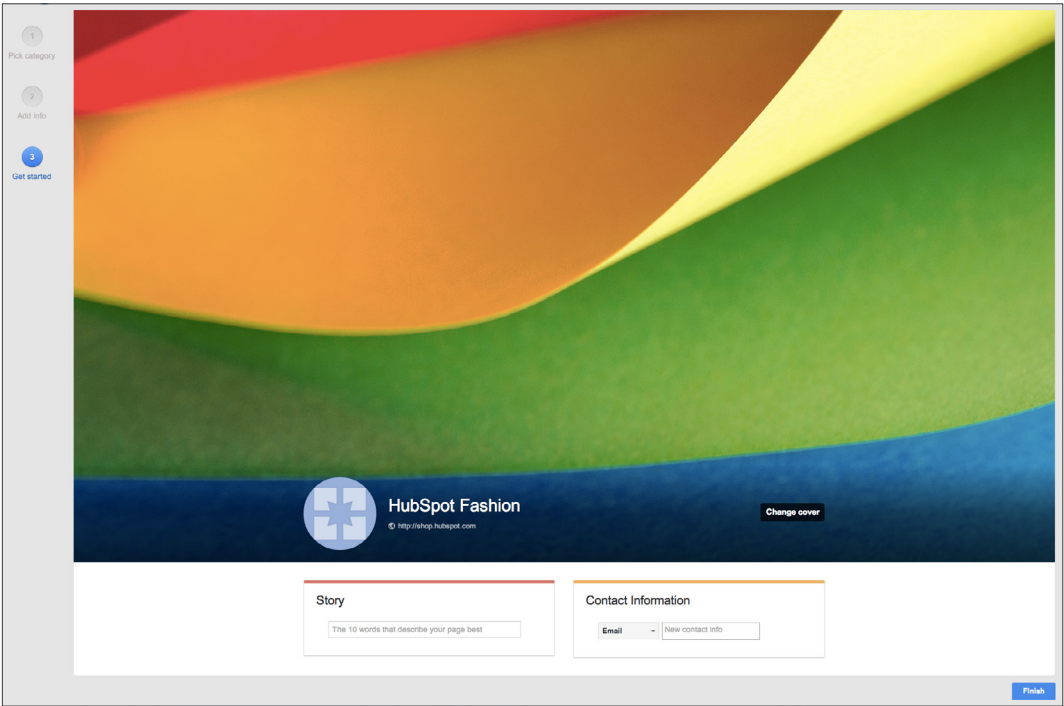 1
Pick category
2
Add info
3
Get started
HubSpot Fashion
http://shop.hubspot.com
Change cover
Story
The 10 words that describe your page best
Contact Information
Email
New contact info
Finish